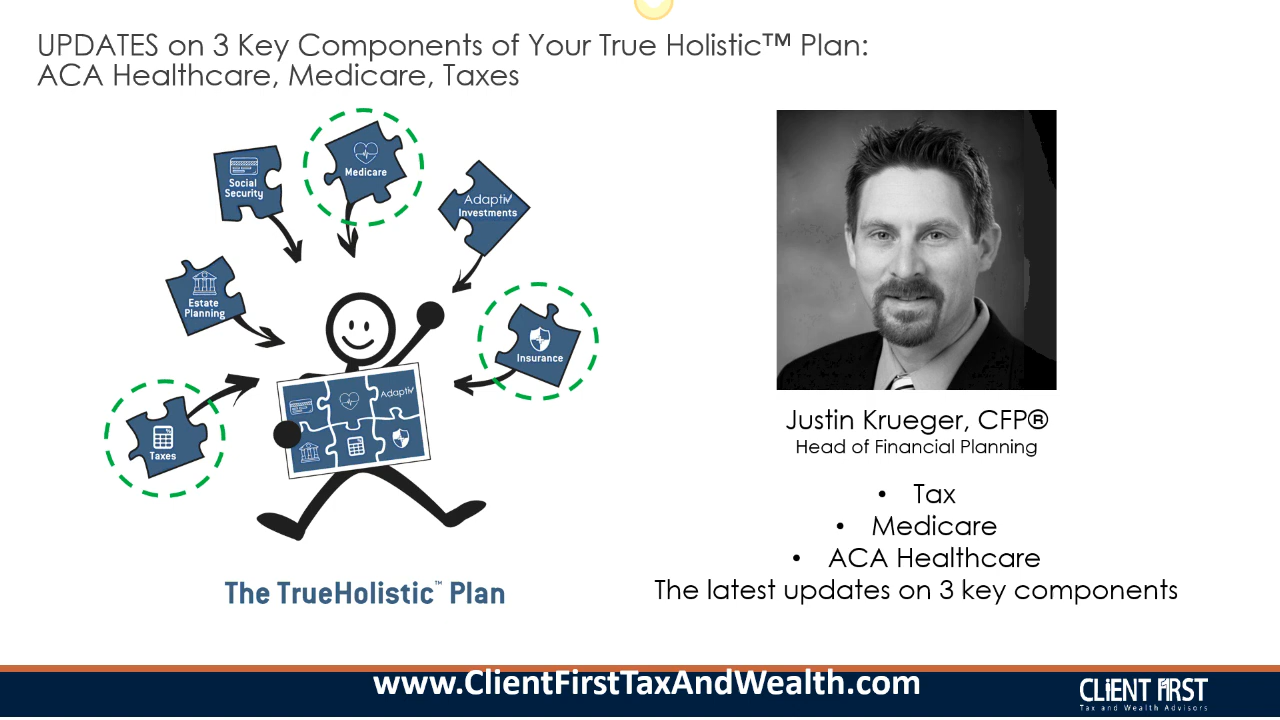 UPDATES on 3 Key Components of Your True Holistic™ Plan:
ACA Healthcare, Medicare, Taxes
Social
Security
Medicare
Adaptiv
Investments
Estate
Planning
Insurance
Taxes
Adaptiv
The TrueHolistic™ Plan
Justin Krueger, CFP®
Head of Financial Planning
• Tax
• Medicare
• ACA Healthcare
The latest updates on 3 key components
www.ClientFirstTaxAndWealth.com
CLiENT FiRST
Tax and Wealth Advisors